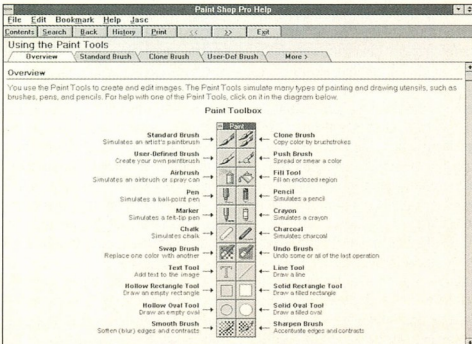 Paint Shop Pro Help
File Edit Bookmark Help Jasc
Contents Search Back History Print << >> Exit
Using the Paint Tools
Overview Standard Brush Clone Brush User-Def Brush More >
Overview
You use the Paint Tools to create and edit images. The Paint Tools simulate many types of painting and drawing utensils, such as
brushes, pens, and pencils. For help with one of the Paint Tools, click on it in the diagram below.
Paint Toolbox
Paint
Standard Brush
Simulates an artist's paintbrush
Clone Brush
Copy color by brushstrokes
User-Defined Brush
Create your own paintbrush
Push Brush
Spread or smear a color
Airbrush
Simulates an airbrush or spray can
Fill Tool
Fill an enclosed region
Pen
Simulates a ball-point pen
Pencil
Simulates a pencil
Marker
Simulates a felt-tip pen
Crayon
Simulates a crayon
Chalk
Simulates chalk
Charcoal
Simulates charcoal
Swap Brush
Replace one color with another
Undo Brush
Undo some or all of the last operation
Text Tool
Add text to the image
Line Tool
Draw a line
Hollow Rectangle Tool
Draw an empty rectangle
Solid Rectangle Tool
Draw a filled rectangle
Hollow Oval Tool
Draw an empty oval
Solid Oval Tool
Draw a filled oval
Smooth Brush
Soften (blur) edges and contrasts
Sharpen Brush
Accentuate edges and contrasts